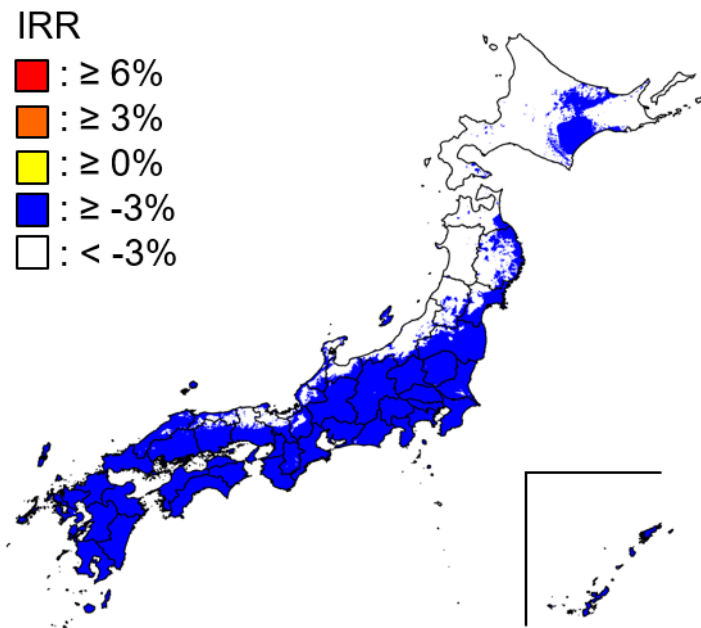 IRR
: ≥ 6%
: ≥ 3%
: ≥ 0%
: ≥ -3%
: < -3%